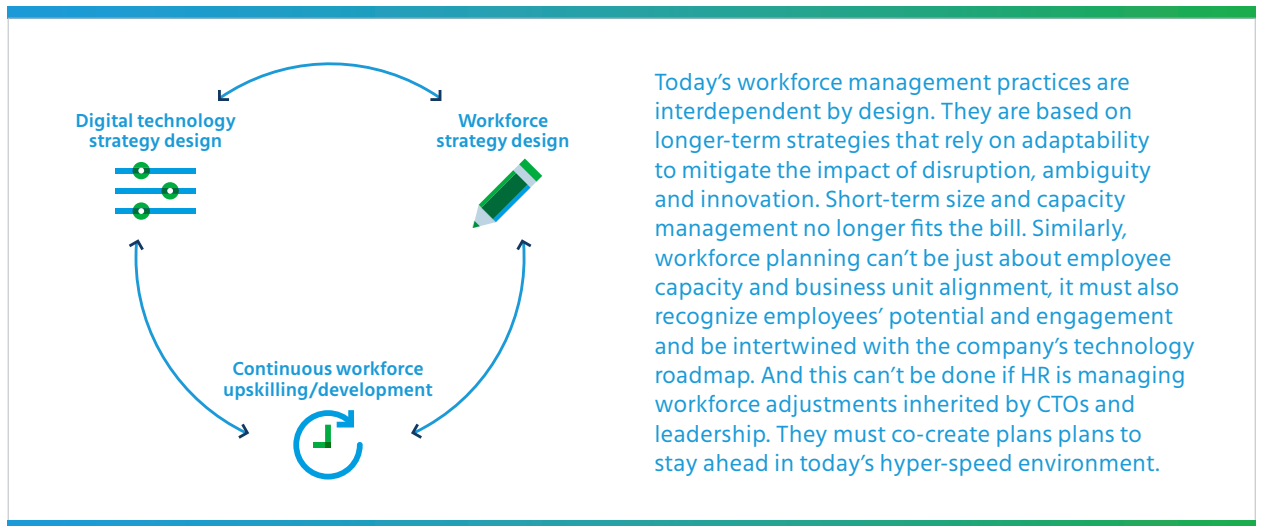 Digital technology
strategy design
Workforce
strategy design
Continuous workforce
upskilling/development
Today’s workforce management practices are
interdependent by design. They are based on
longer-term strategies that rely on adaptability
to mitigate the impact of disruption, ambiguity
and innovation. Short-term size and capacity
management no longer fits the bill. Similarly,
workforce planning can’t be just about employee
capacity and business unit alignment, it must also
recognize employees’ potential and engagement
and be intertwined with the company’s technology
roadmap. And this can’t be done if HR is managing
workforce adjustments inherited by CTOs and
leadership. They must co-create plans plans to
stay ahead in today’s hyper-speed environment.